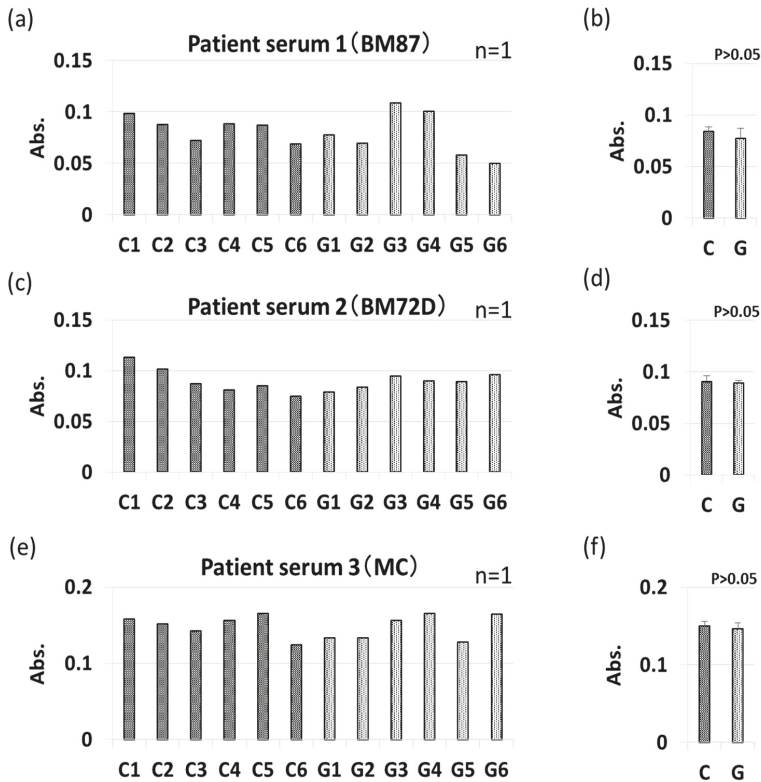 (a)
Patient serum 1（BM87）
n=1
Abs.
0.15
0.1
0.05
0
C1 C2 C3 C4 C5 C6 G1 G2 G3 G4 G5 G6
(b)
P>0.05
Abs.
0.15
0.1
0.05
0
C G
(c)
Patient serum 2（BM72D）
n=1
Abs.
0.15
0.1
0.05
0
C1 C2 C3 C4 C5 C6 G1 G2 G3 G4 G5 G6
(d)
P>0.05
Abs.
0.15
0.1
0.05
0
C G
(e)
Patient serum 3（MC）
n=1
Abs.
0.2
0.1
0
C1 C2 C3 C4 C5 C6 G1 G2 G3 G4 G5 G6
(f)
P>0.05
Abs.
0.2
0.1
0
C G